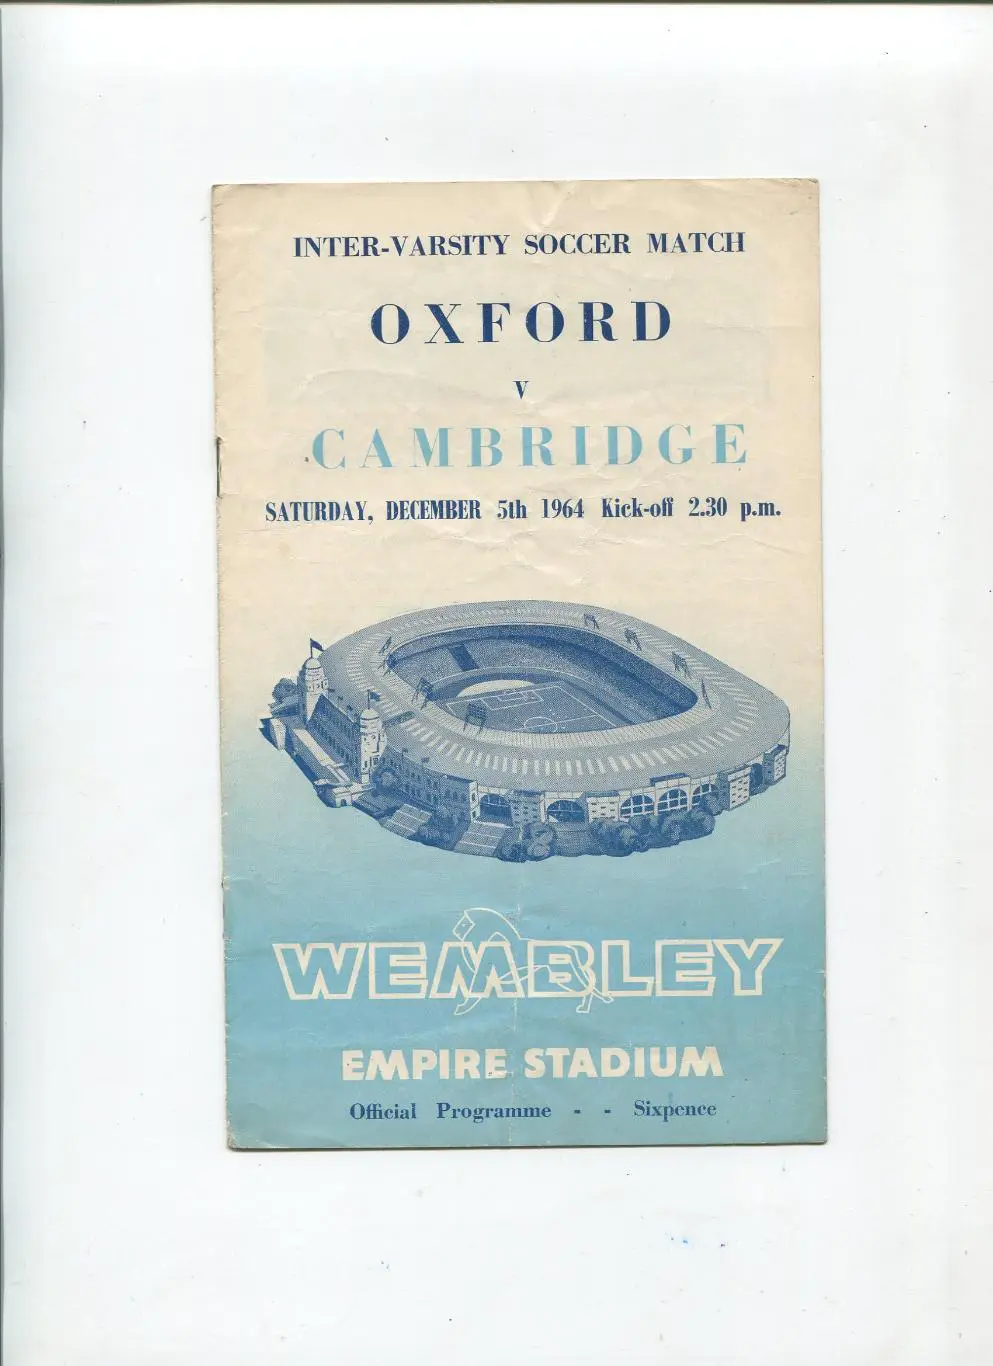 INTER-VARSITY SOCCER MATCH
OXFORD
V
CAMBRIDGE
SATURDAY, DECEMBER 5th 1964 Kick-off 2.30 p.m.
WEMBLEY
EMPIRE STADIUM
Official Programme - - Sixpence